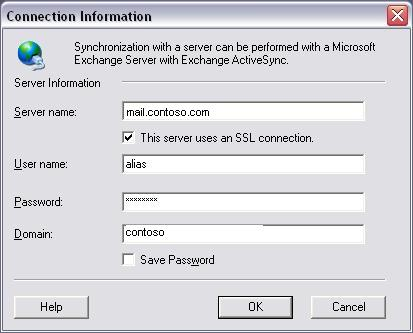 Connection Information
Synchronization with a server can be performed with a Microsoft
Exchange Server with Exchange ActiveSync.
Server Information
Server name: mail.contoso.com
This server uses an SSL connection.
User name: alias
Password: ********
Domain: contoso
Save Password
Help OK Cancel